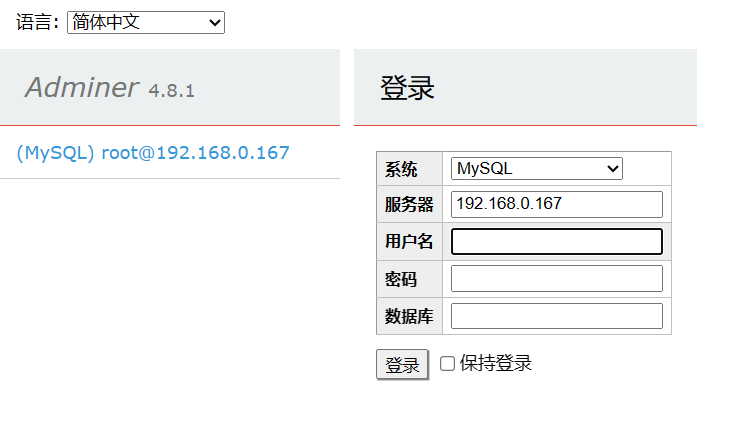 语言: 简体中文
Adminer 4.8.1
登录
(MySQL) root@192.168.0.167
系统 MySQL
服务器 192.168.0.167
用户名
密码
数据库
登录 保持登录